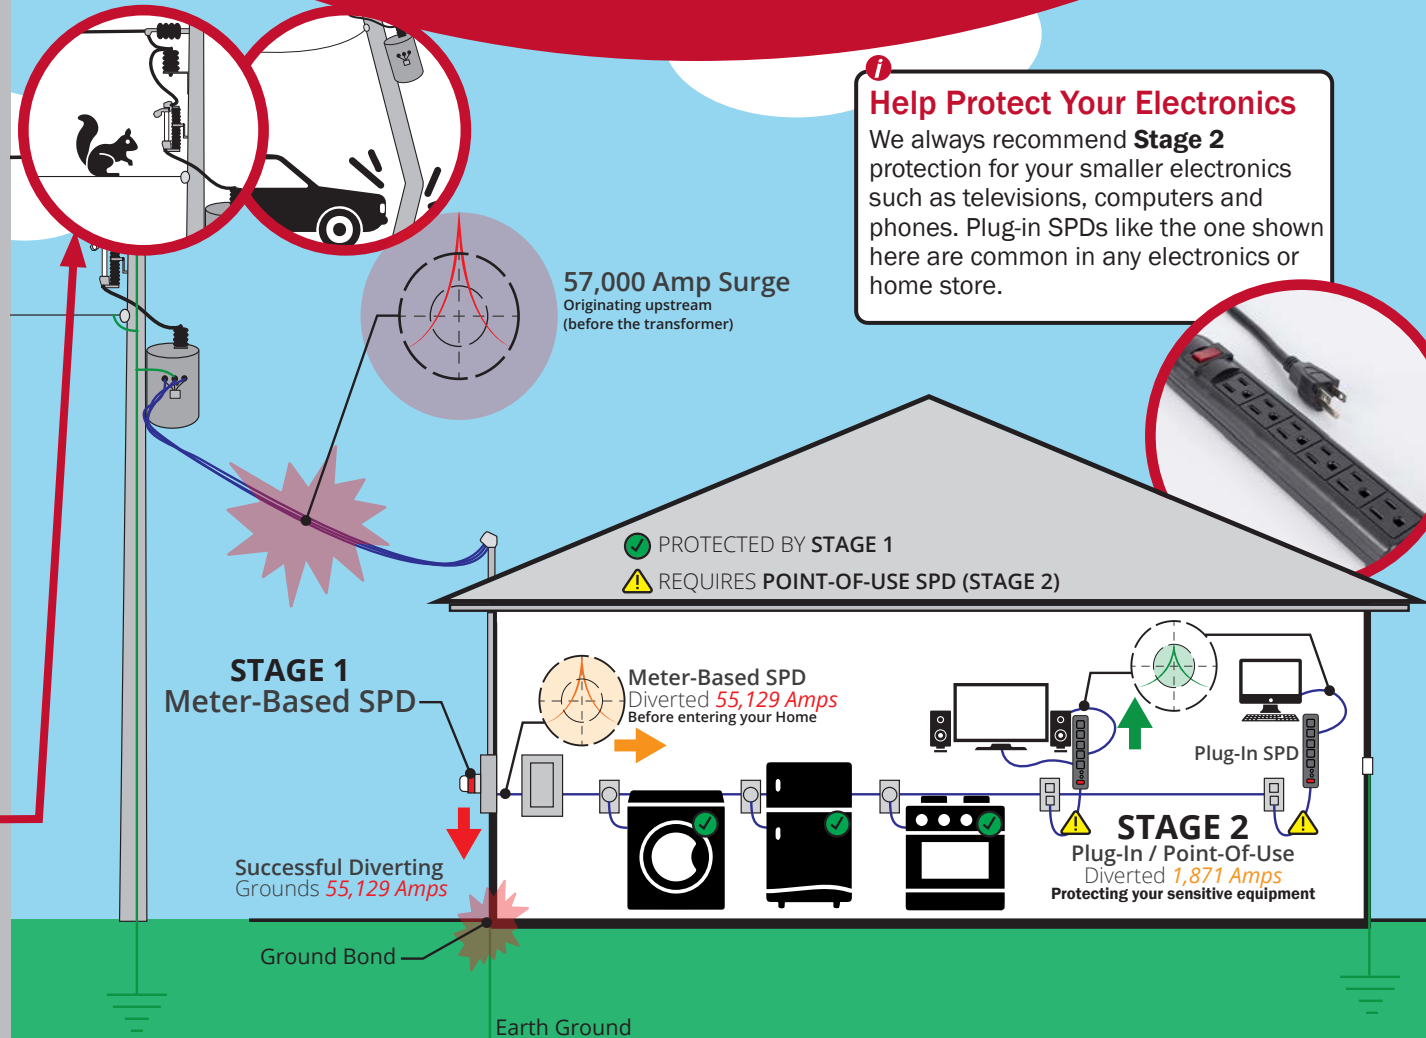 i
Help Protect Your Electronics
We always recommend Stage 2
protection for your smaller electronics
such as televisions, computers and
phones. Plug-in SPDs like the one shown
here are common in any electronics or
home store.
57,000 Amp Surge
Originating upstream
(before the transformer)
PROTECTED BY STAGE 1
REQUIRES POINT-OF-USE SPD (STAGE 2)
STAGE 1
Meter-Based SPD
Meter-Based SPD
Diverted 55,129 Amps
Before entering your Home
Plug-In SPD
STAGE 2
Plug-In / Point-Of-Use
Diverted 1,871 Amps
Protecting your sensitive equipment
Successful Diverting
Grounds 55,129 Amps
Ground Bond
Earth Ground